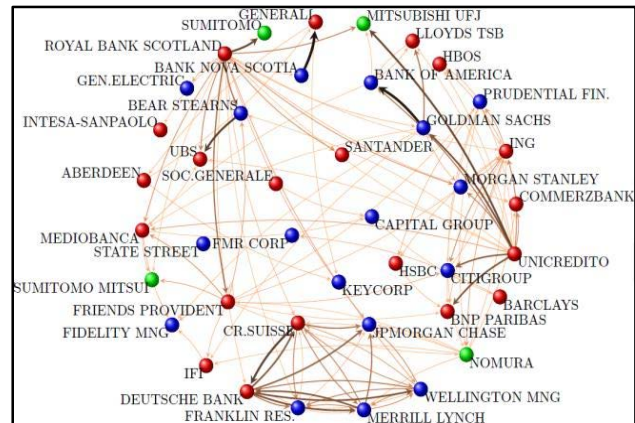 GENERALI
SUMITOMO
MITSUBISHI UFJ
LLOYDS TSB
ROYAL BANK SCOTLAND
HBOS
BANK NOVA SCOTIA
BANK OF AMERICA
GEN.ELECTRIC
PRUDENTIAL FIN.
BEAR STEARNS
GOLDMAN SACHS
INTESA-SANPAOLO
ING
SANTANDER
UBS
ABERDEEN
SOC.GENERALE
MORGAN STANLEY
COMMERZBANK
CAPITAL GROUP
MEDIOBANCA
STATE STREET
FMR CORP
UNICREDITO
HSBC
CITIGROUP
SUMITOMO MITSUI
KEYCORP
BARCLAYS
FRIENDS PROVIDENT
BNP PARIBAS
FIDELITY MNG
CR.SUISSE
JPMORGAN CHASE
NOMURA
IFI
DEUTSCHE BANK
WELLINGTON MNG
FRANKLIN RES.
MERRILL LYNCH